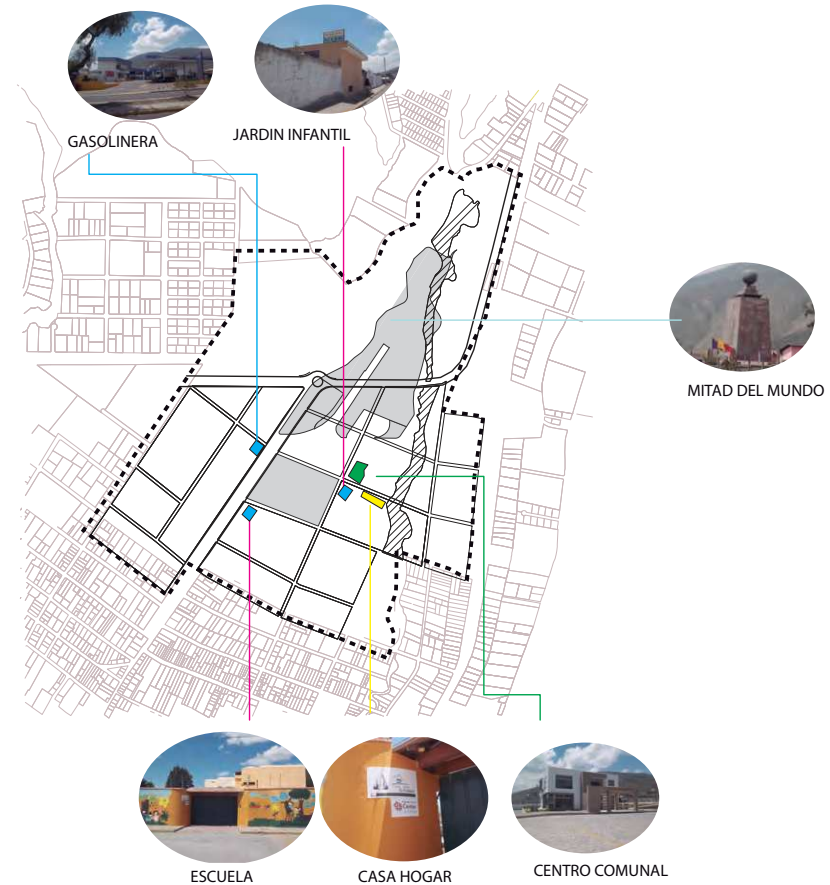 GASOLINERA
JARDIN INFANTIL
MITAD DEL MUNDO
ESCUELA
CASA HOGAR
CENTRO COMUNAL